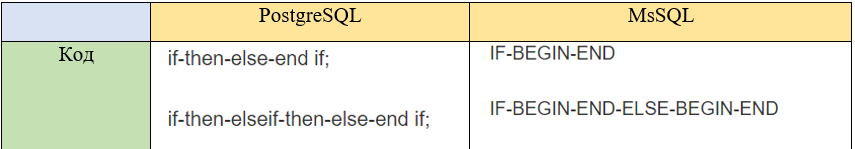 PostgreSQL MsSQL
Код if-then-else-end if; IF-BEGIN-END
if-then-elseif-then-else-end if; IF-BEGIN-END-ELSE-BEGIN-END